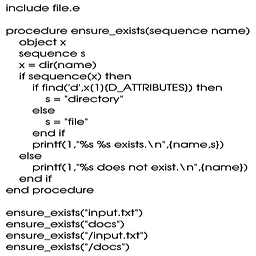 include file.e
procedure ensure_exists(sequence name)
object x
sequence s
x = dir(name)
if sequence(x) then
if find('d',x[1][D_ATTRIBUTES]) then
s = "directory"
else
s = "file"
end if
printf(1,"%s %s exists.\n",{name,s})
else
printf(1,"%s does not exist.\n",{name})
end if
end procedure
ensure_exists("input.txt")
ensure_exists("docs")
ensure_exists("/input.txt")
ensure_exists("/docs")